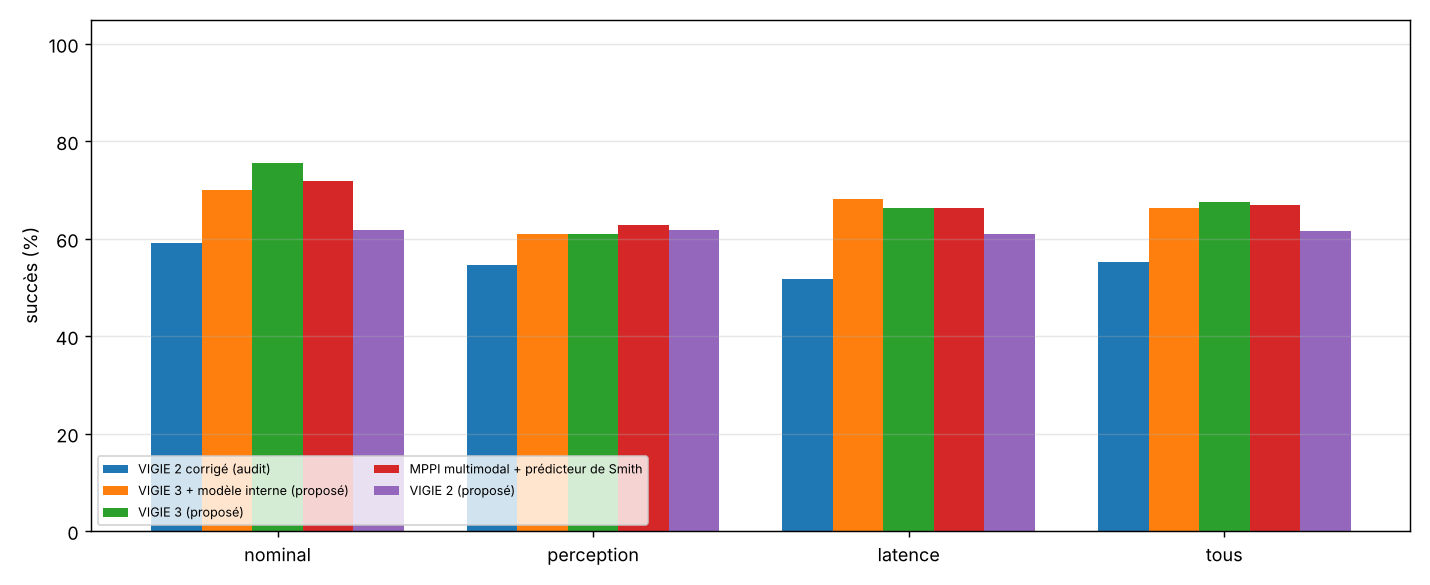 succès (%)
100
80
60
40
20
0
VIGIE 2 corrigé (audit)
VIGIE 3 + modèle interne (proposé)
VIGIE 3 (proposé)
MPPI multimodal + prédicteur de Smith
VIGIE 2 (proposé)
nominal
perception
latence
tous